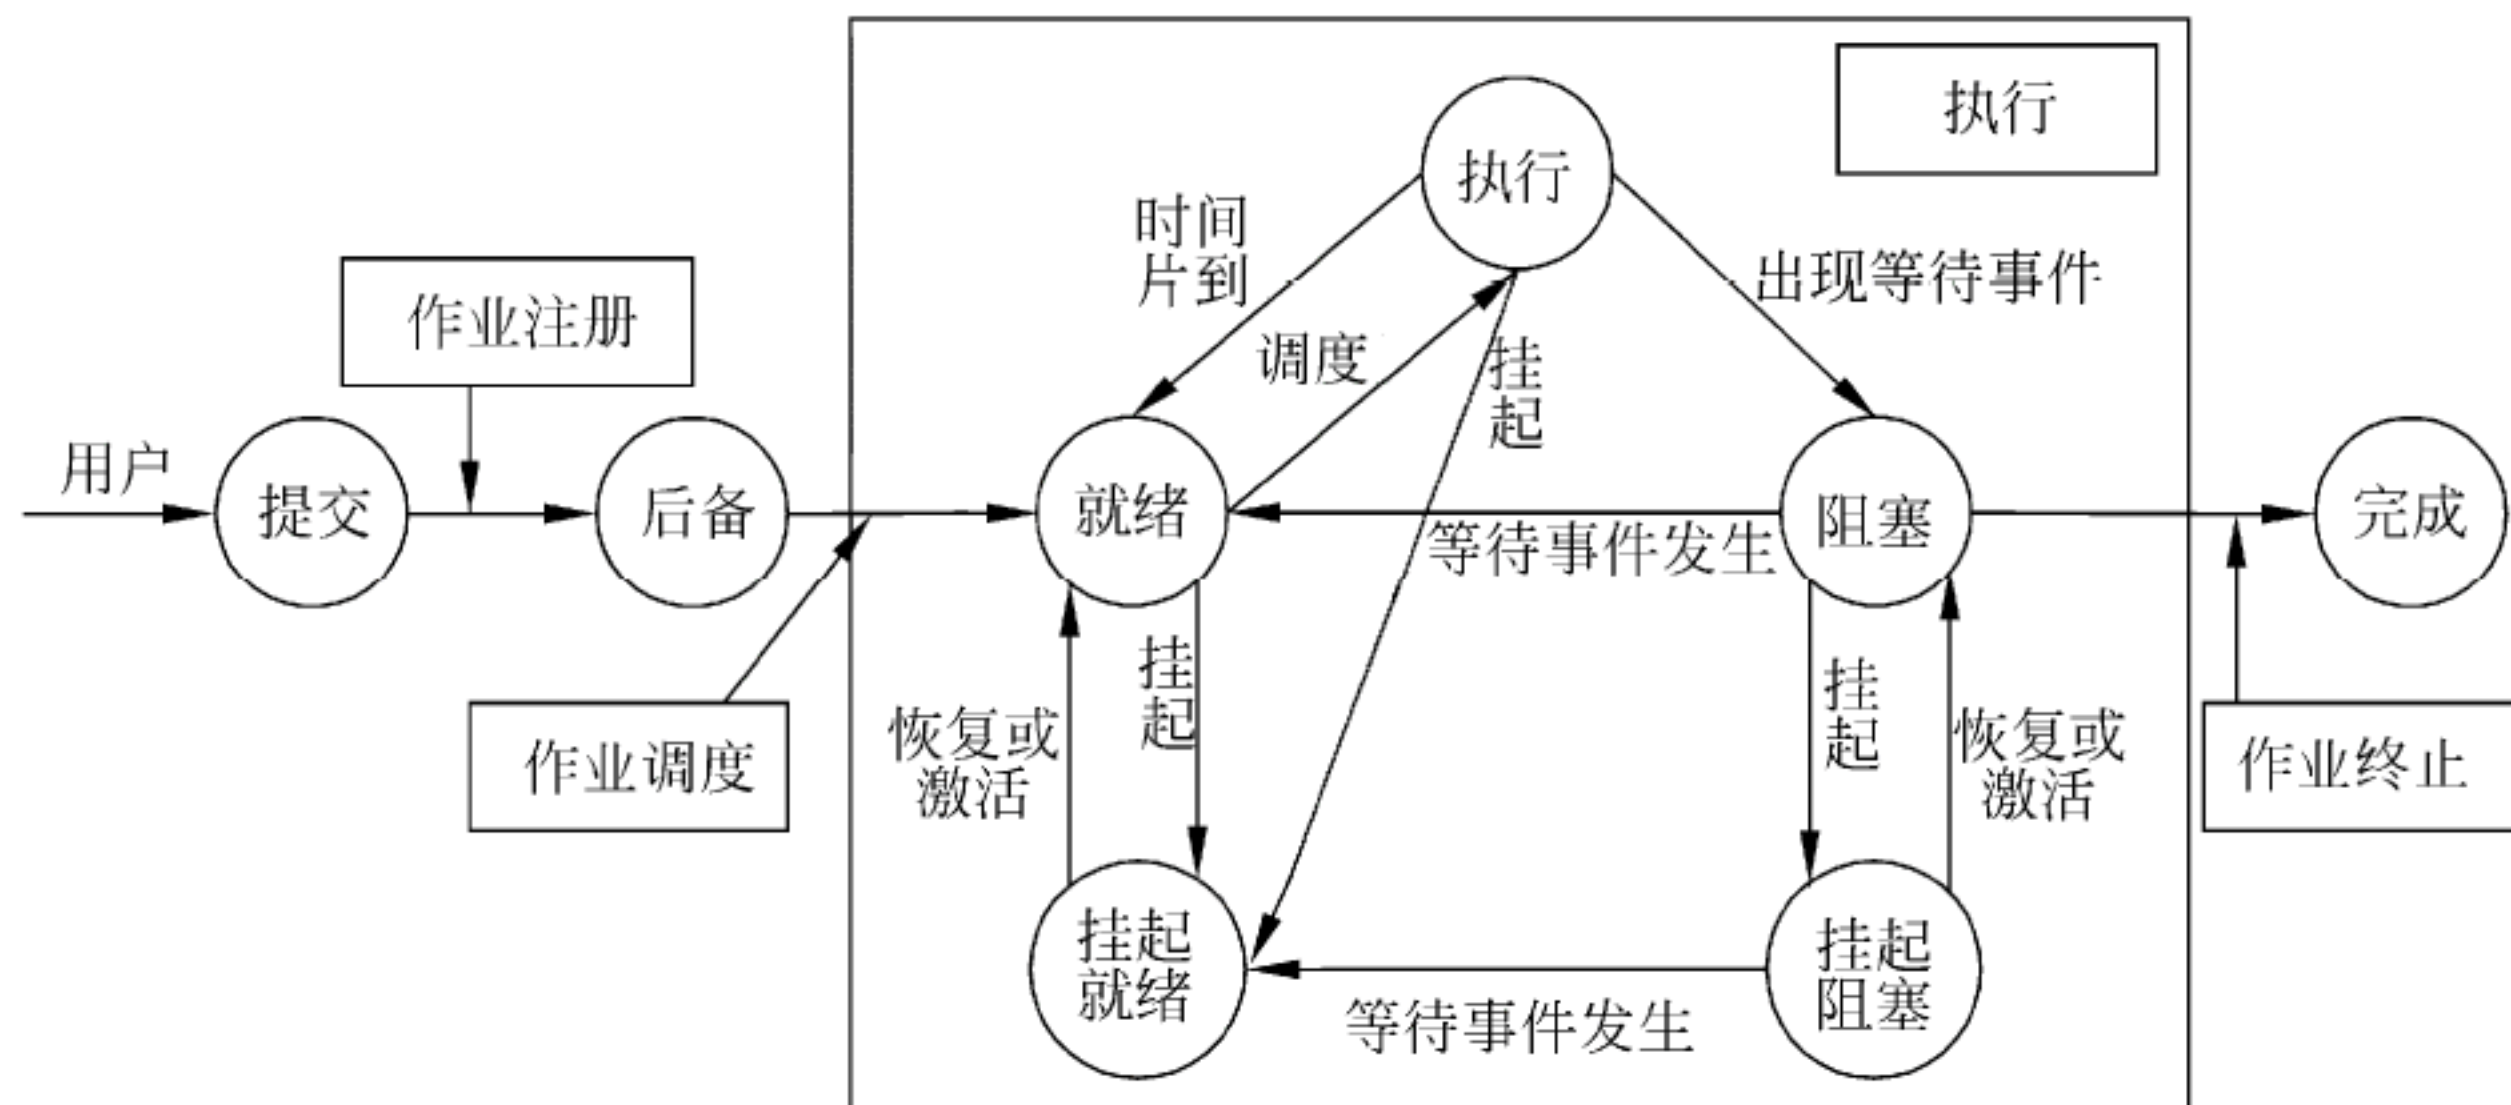 执行
执行
时间
片到
出现等待事件
作业注册
调度
挂
起
用户
提交
后备
就绪
阻塞
完成
等待事件发生
挂
起
挂
起
恢复或
激活
恢复或
激活
作业调度
作业终止
挂起
就绪
挂起
阻塞
等待事件发生